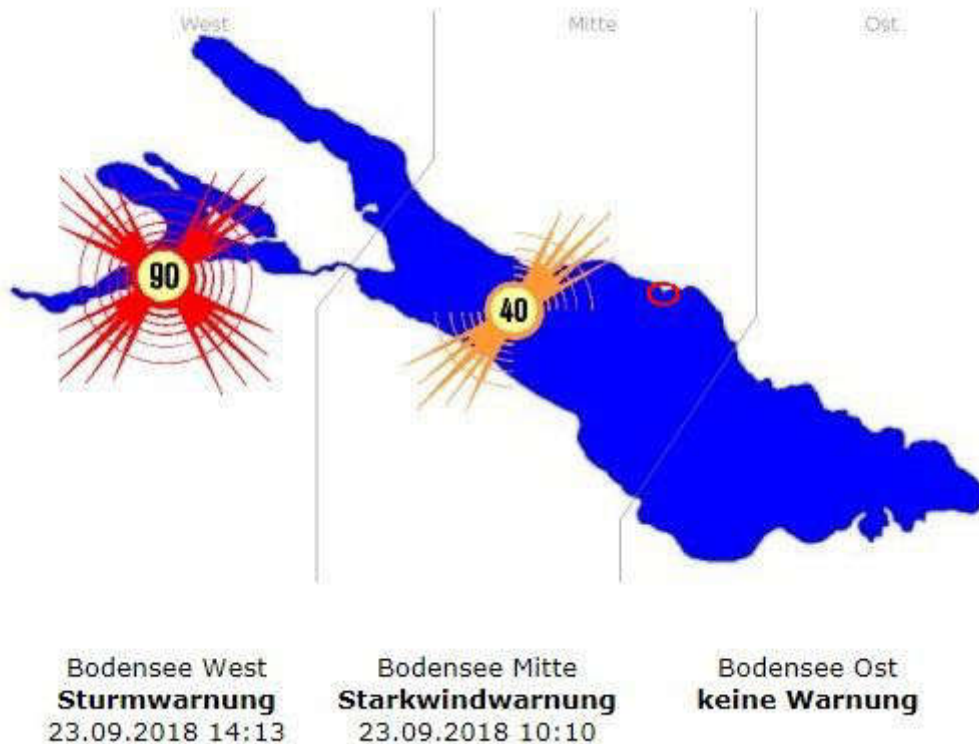 West
Mitte
Ost
90
40
Bodensee West
Sturmwarnung
23.09.2018 14:13
Bodensee Mitte
Starkwindwarnung
23.09.2018 10:10
Bodensee Ost
keine Warnung